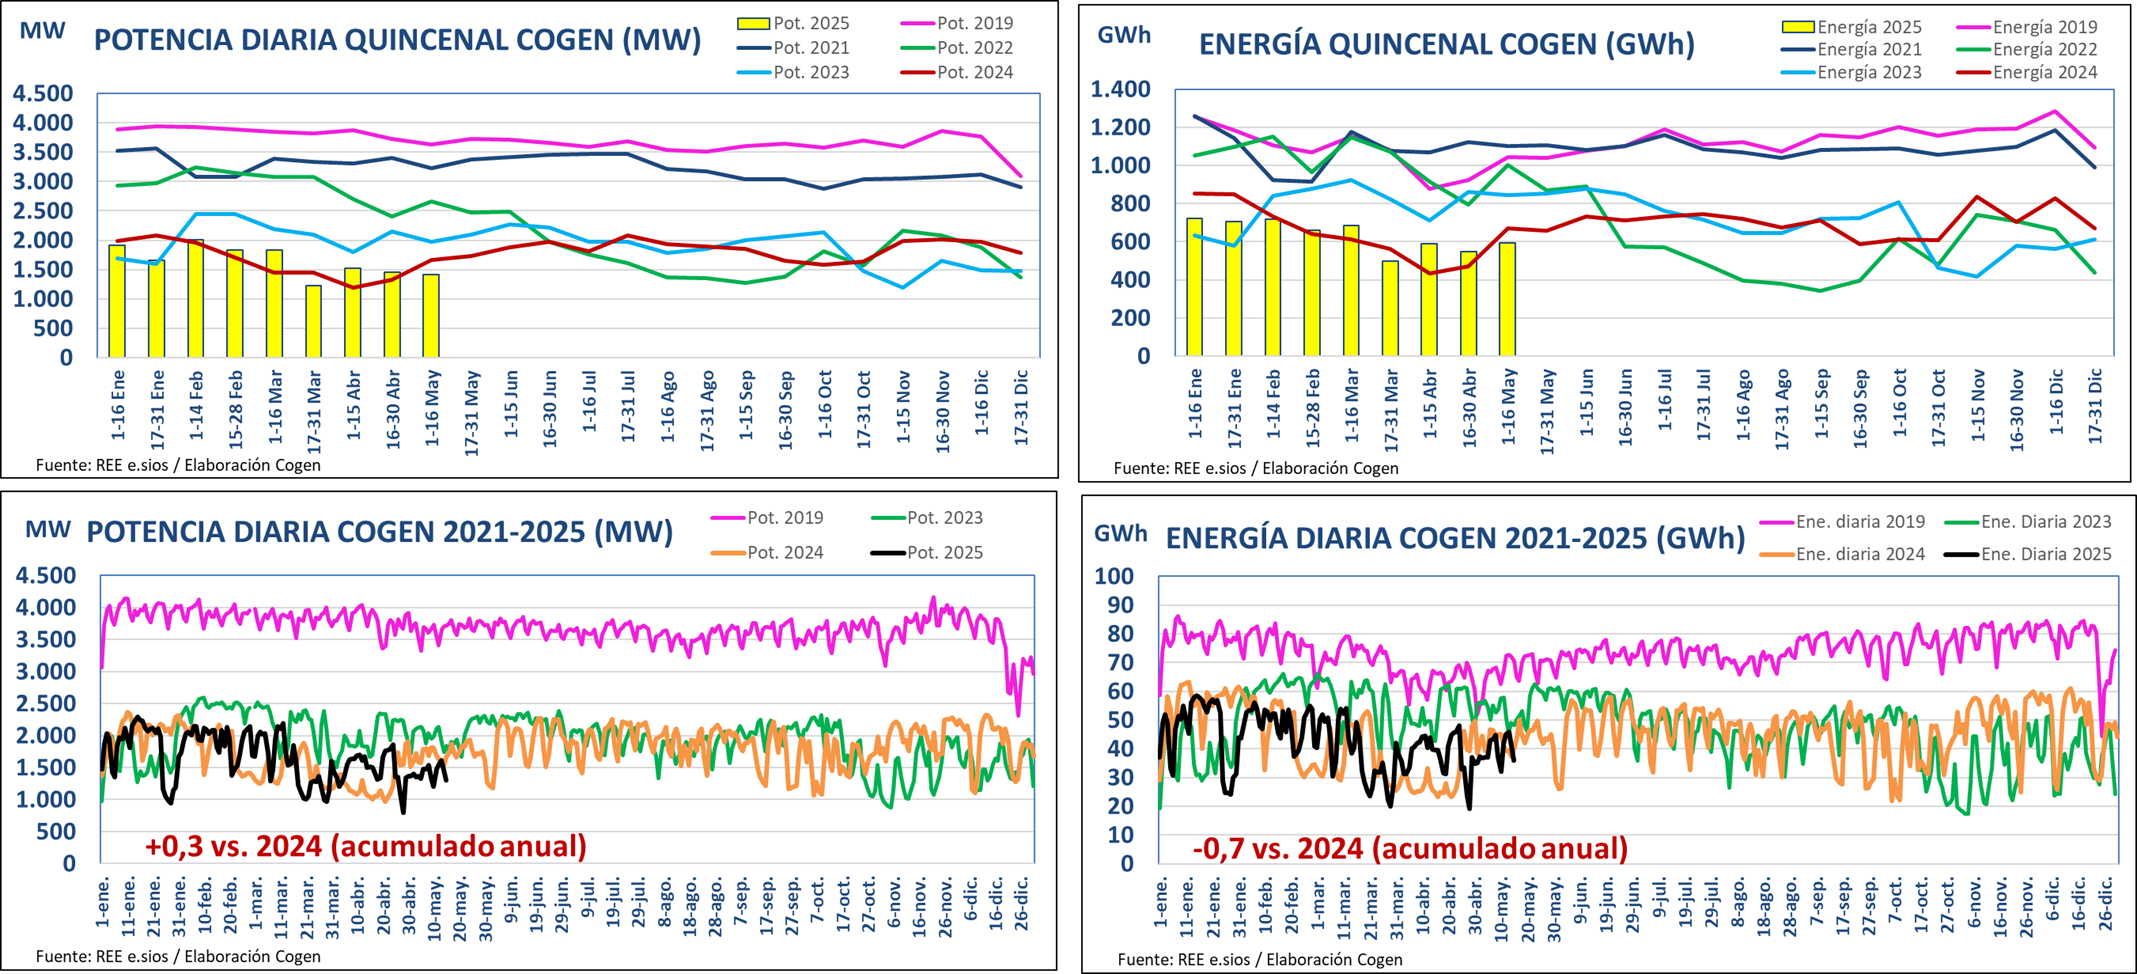 MW
POTENCIA DIARIA QUINCENAL COGEN (MW)
Pot. 2025
Pot. 2019
Pot. 2021
Pot. 2022
Pot. 2023
Pot. 2024
4.500
4.000
3.500
3.000
2.500
2.000
1.500
1.000
500
0
1-16 Ene
17-31 Ene
1-14 Feb
15-28 Feb
1-16 Mar
17-31 Mar
1-15 Abr
16-30 Abr
1-16 May
17-31 May
1-15 Jun
16-30 Jun
1-16 Jul
17-31 Jul
1-16 Ago
17-31 Ago
1-15 Sep
16-30 Sep
1-16 Oct
17-31 Oct
1-15 Nov
16-30 Nov
1-16 Dic
17-31 Dic
Fuente: REE e.sios / Elaboración Cogen
GWh
ENERGÍA QUINCENAL COGEN (GWh)
Energía 2025
Energía 2019
Energía 2021
Energía 2022
Energía 2023
Energía 2024
1.400
1.200
1.000
800
600
400
200
0
1-16 Ene
17-31 Ene
1-14 Feb
15-28 Feb
1-16 Mar
17-31 Mar
1-15 Abr
16-30 Abr
1-16 May
17-31 May
1-15 Jun
16-30 Jun
1-16 Jul
17-31 Jul
1-16 Ago
17-31 Ago
1-15 Sep
16-30 Sep
1-16 Oct
17-31 Oct
1-15 Nov
16-30 Nov
1-16 Dic
17-31 Dic
Fuente: REE e.sios / Elaboración Cogen
MW
POTENCIA DIARIA COGEN 2021-2025 (MW)
Pot. 2019
Pot. 2023
Pot. 2024
Pot. 2025
4.500
4.000
3.500
3.000
2.500
2.000
1.500
1.000
500
0
+0,3 vs. 2024 (acumulado anual)
1-ene.
11-ene.
21-ene.
31-ene.
10-feb.
20-feb.
1-mar.
11-mar.
21-mar.
31-mar.
10-abr.
20-abr.
30-abr.
10-may.
20-may.
30-may.
9-jun.
19-jun.
29-jun.
9-jul.
19-jul.
29-jul.
8-ago.
18-ago.
28-ago.
7-sep.
17-sep.
27-sep.
7-oct.
17-oct.
27-oct.
6-nov.
16-nov.
26-nov.
6-dic.
16-dic.
26-dic.
Fuente: REE e.sios / Elaboración Cogen
GWh
ENERGÍA DIARIA COGEN 2021-2025 (GWh)
Ene. diaria 2019
Ene. Diaria 2023
Ene. diaria 2024
Ene. Diaria 2025
100
90
80
70
60
50
40
30
20
10
0
-0,7 vs. 2024 (acumulado anual)
1-ene.
11-ene.
21-ene.
31-ene.
10-feb.
20-feb.
1-mar.
11-mar.
21-mar.
31-mar.
10-abr.
20-abr.
30-abr.
10-may.
20-may.
30-may.
9-jun.
19-jun.
29-jun.
9-jul.
19-jul.
29-jul.
8-ago.
18-ago.
28-ago.
7-sep.
17-sep.
27-sep.
7-oct.
17-oct.
27-oct.
6-nov.
16-nov.
26-nov.
6-dic.
16-dic.
26-dic.
Fuente: REE e.sios / Elaboración Cogen